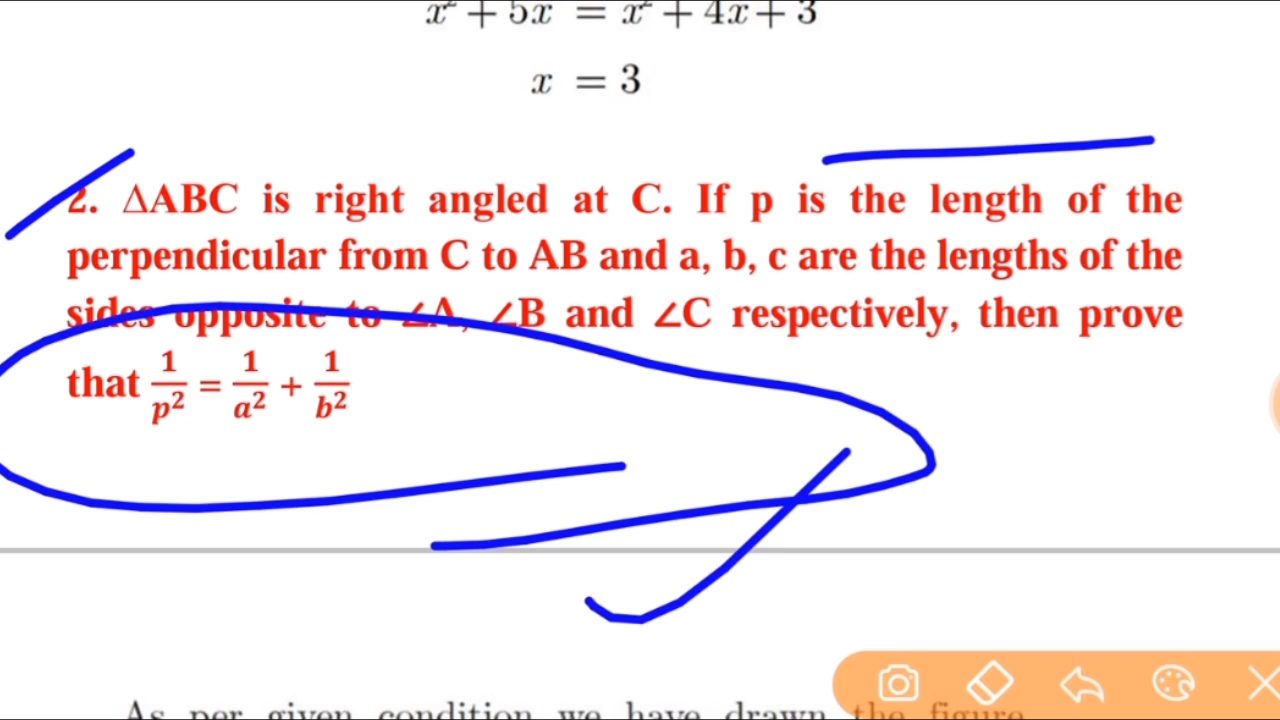 x² + 5x = x² + 4x + 3
x = 3
2. ΔABC is right angled at C. If p is the length of the
perpendicular from C to AB and a, b, c are the lengths of the
sides opposite to ∠A, ∠B and ∠C respectively, then prove
that 1/p² = 1/a² + 1/b²
As per given condition we have drawn the figure